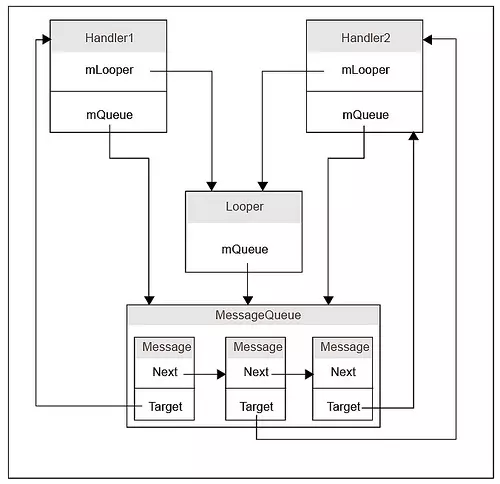 Handler1
mLooper
mQueue
Handler2
mLooper
mQueue
Looper
mQueue
MessageQueue
Message
Next
Target
Message
Next
Target
Message
Next
Target